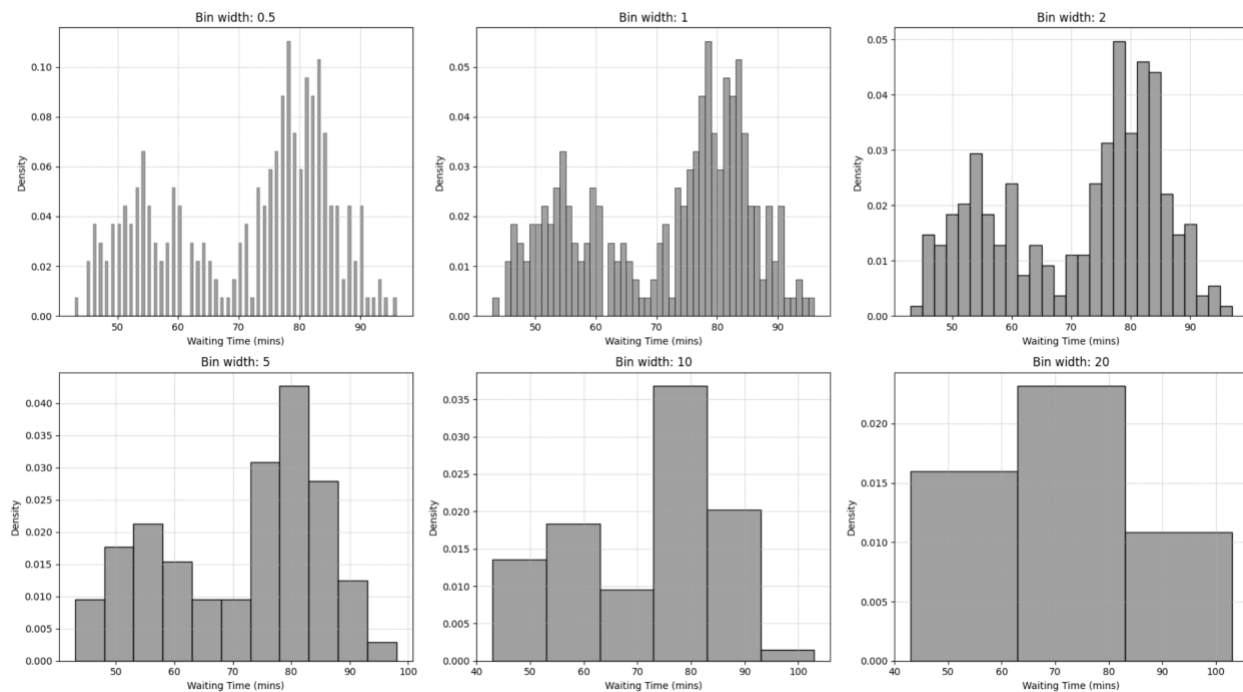 Bin width: 0.5
0.10
0.08
0.06
0.04
0.02
0.00
Density
50 60 70 80 90
Waiting Time (mins)
Bin width: 1
0.05
0.04
0.03
0.02
0.01
0.00
Density
50 60 70 80 90
Waiting Time (mins)
Bin width: 2
0.05
0.04
0.03
0.02
0.01
0.00
Density
50 60 70 80 90
Waiting Time (mins)
Bin width: 5
0.040
0.035
0.030
0.025
0.020
0.015
0.010
0.005
0.000
Density
50 60 70 80 90 100
Waiting Time (mins)
Bin width: 10
0.035
0.030
0.025
0.020
0.015
0.010
0.005
0.000
Density
40 50 60 70 80 90 100
Waiting Time (mins)
Bin width: 20
0.020
0.015
0.010
0.005
0.000
Density
40 50 60 70 80 90 100
Waiting Time (mins)